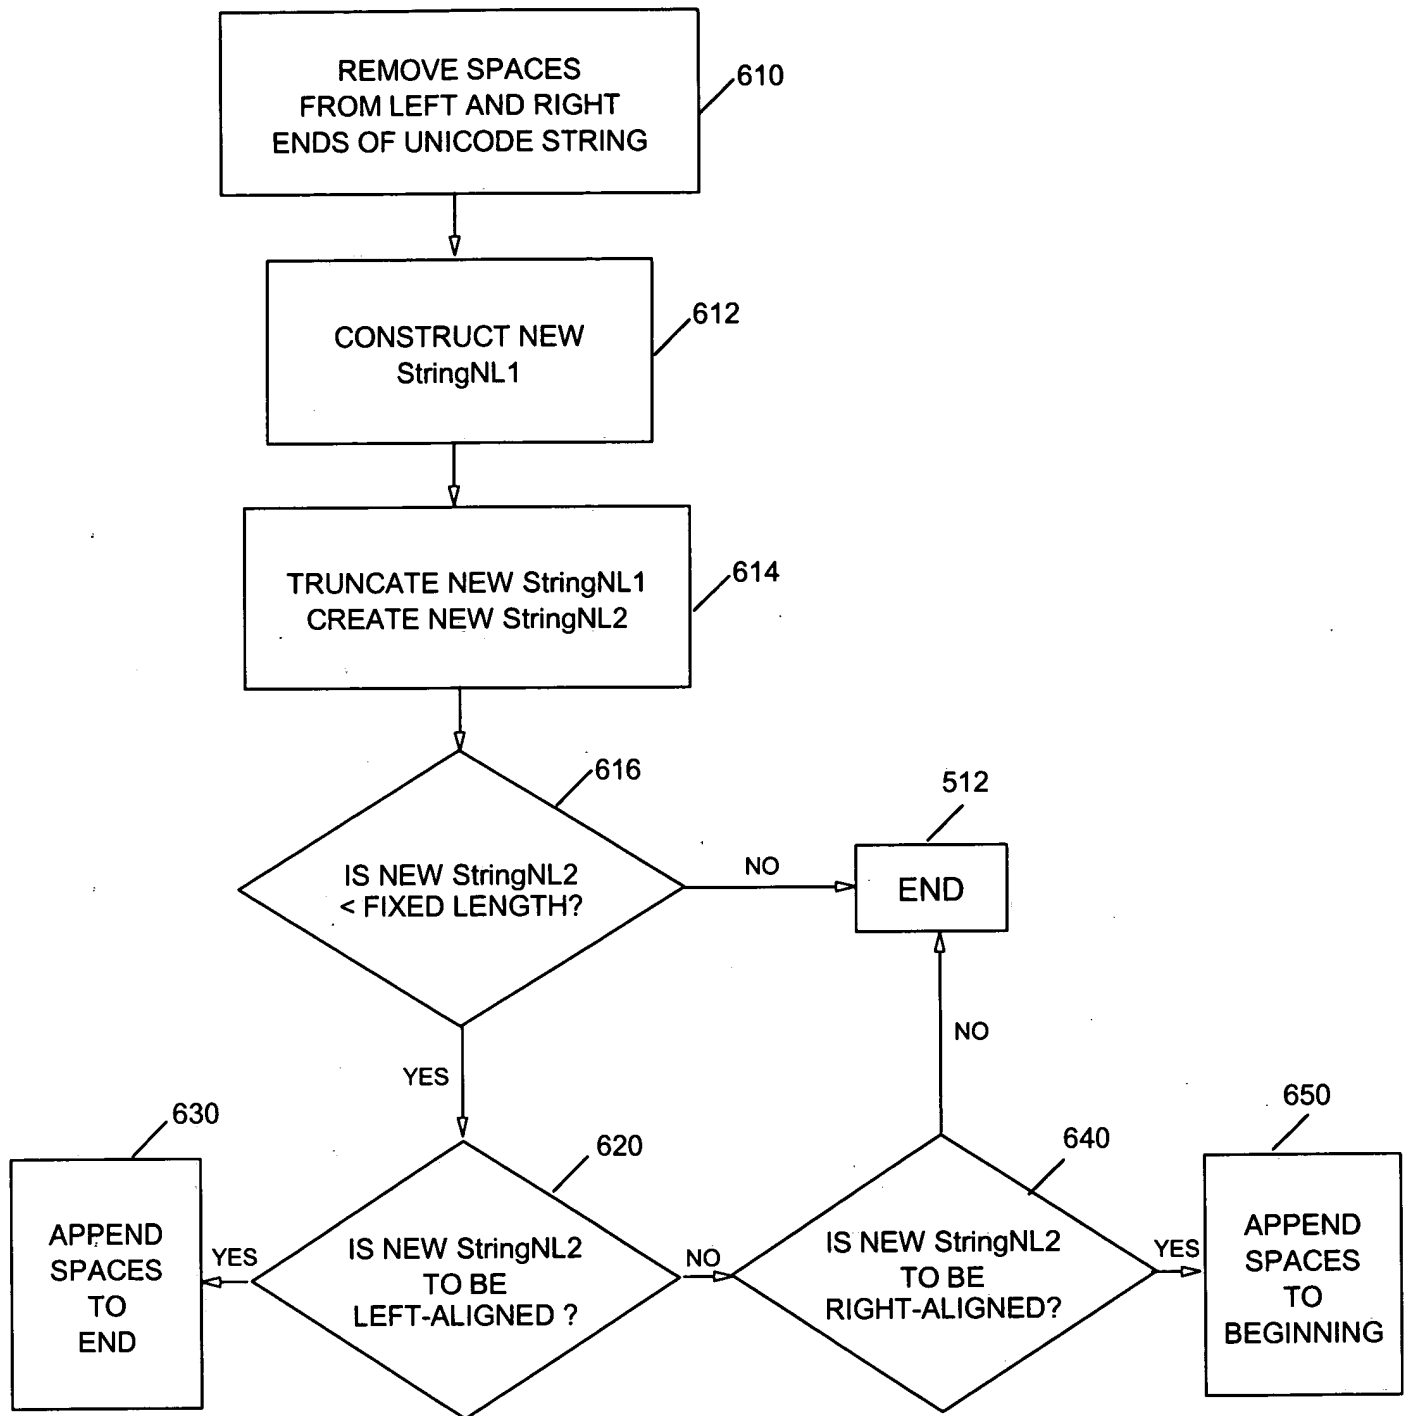 REMOVE SPACES
FROM LEFT AND RIGHT
ENDS OF UNICODE STRING
610
CONSTRUCT NEW
StringNL1
612
TRUNCATE NEW StringNL1
CREATE NEW StringNL2
614
616
IS NEW StringNL2
< FIXED LENGTH?
NO
512
END
YES
NO
630
APPEND
SPACES
TO
END
YES
620
IS NEW StringNL2
TO BE
LEFT-ALIGNED ?
NO
640
IS NEW StringNL2
TO BE
RIGHT-ALIGNED?
YES
650
APPEND
SPACES
TO
BEGINNING